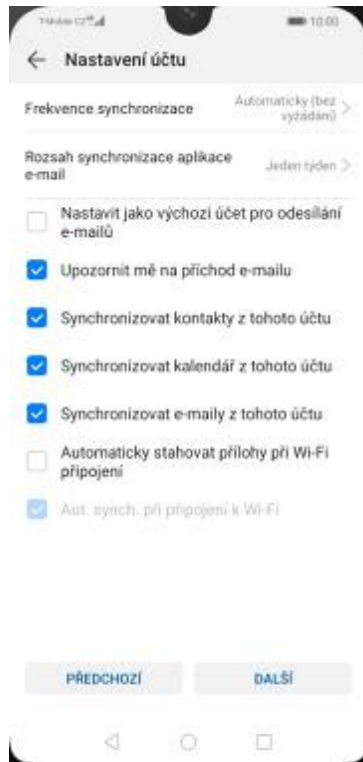 T-Mobile CZ
10:00
Nastavení účtu
Frekvence synchronizace
Automaticky (bez
vyžádání)
Rozsah synchronizace aplikace
e-mail
Jeden týden
Nastavit jako výchozí účet pro odesílání
e-mailů
Upozornit mě na příchod e-mailu
Synchronizovat kontakty z tohoto účtu
Synchronizovat kalendář z tohoto účtu
Synchronizovat e-maily z tohoto účtu
Automaticky stahovat přílohy při Wi-Fi
připojení
Aut. synch. při připojení k Wi-Fi
PŘEDCHOZÍ
DALŠÍ